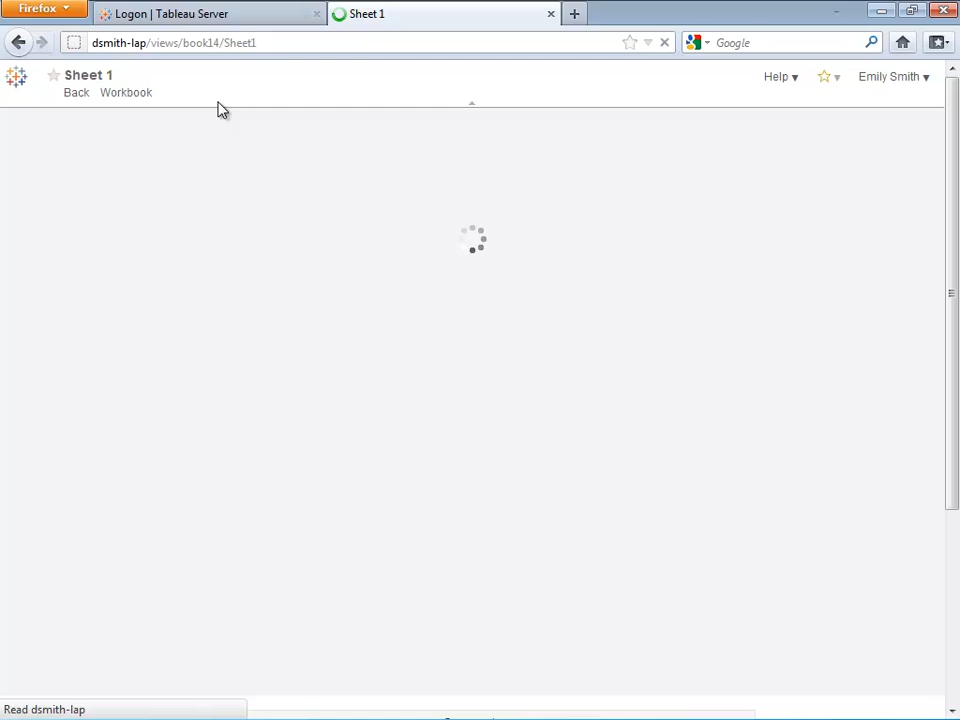 Firefox
Logon | Tableau Server
Sheet 1
dsmith-lap/views/book14/Sheet1
Google
Sheet 1
Help
Emily Smith
Back Workbook
Read dsmith-lap